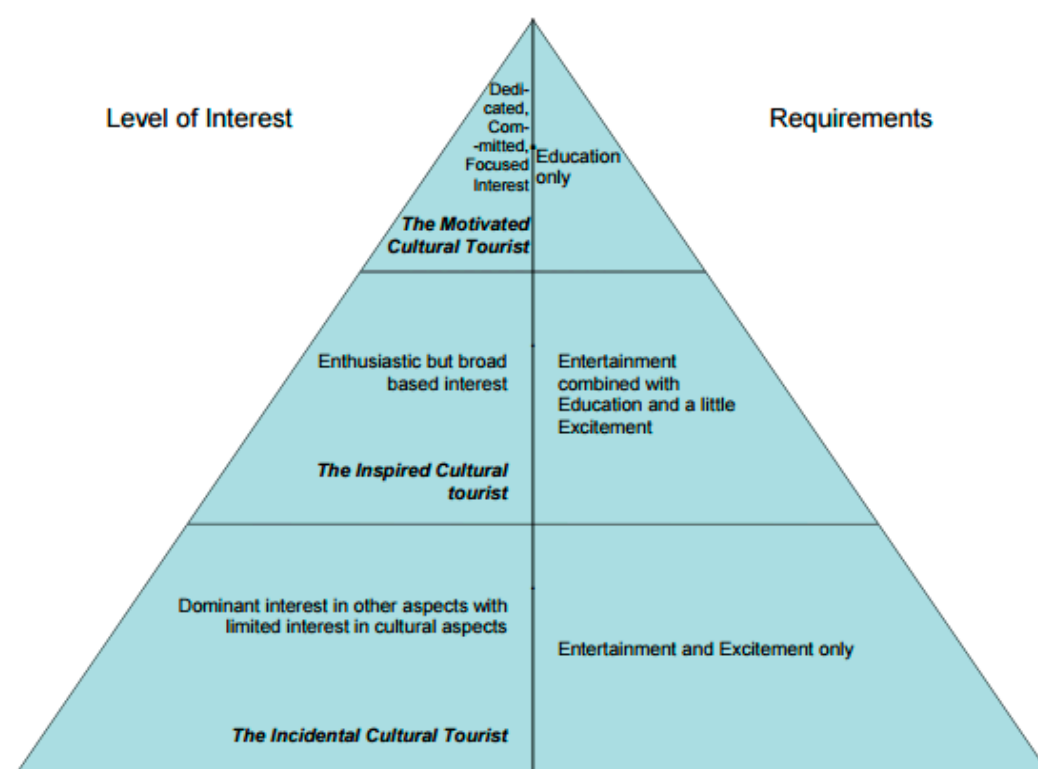 Level of Interest
Requirements
Dedi-
cated,
Com-
-mitted,
Focused
Interest
Education
only
The Motivated
Cultural Tourist
Enthusiastic but broad
based interest
Entertainment
combined with
Education and a little
Excitement
The Inspired Cultural
tourist
Dominant interest in other aspects with
limited interest in cultural aspects
Entertainment and Excitement only
The Incidental Cultural Tourist